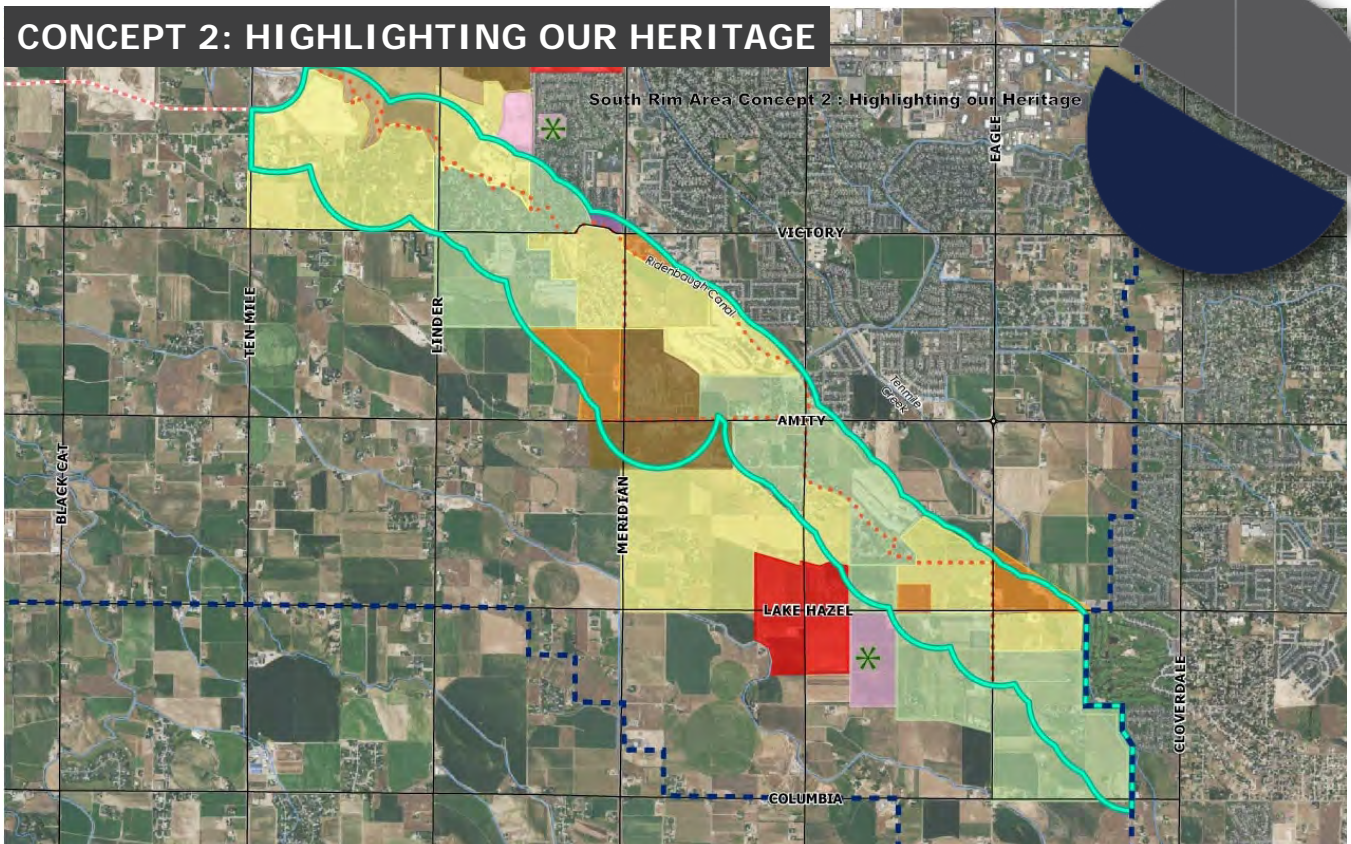 CONCEPT 2: HIGHLIGHTING OUR HERITAGE
South Rim Area Concept 2 : Highlighting our Heritage
EAGLE
VICTORY
Ridenbaugh Canal
TEN MILE
LINDER
Tenmile
Creek
AMITY
BLACK CAT
MERIDIAN
LAKE HAZEL
CLOVERDALE
COLUMBIA